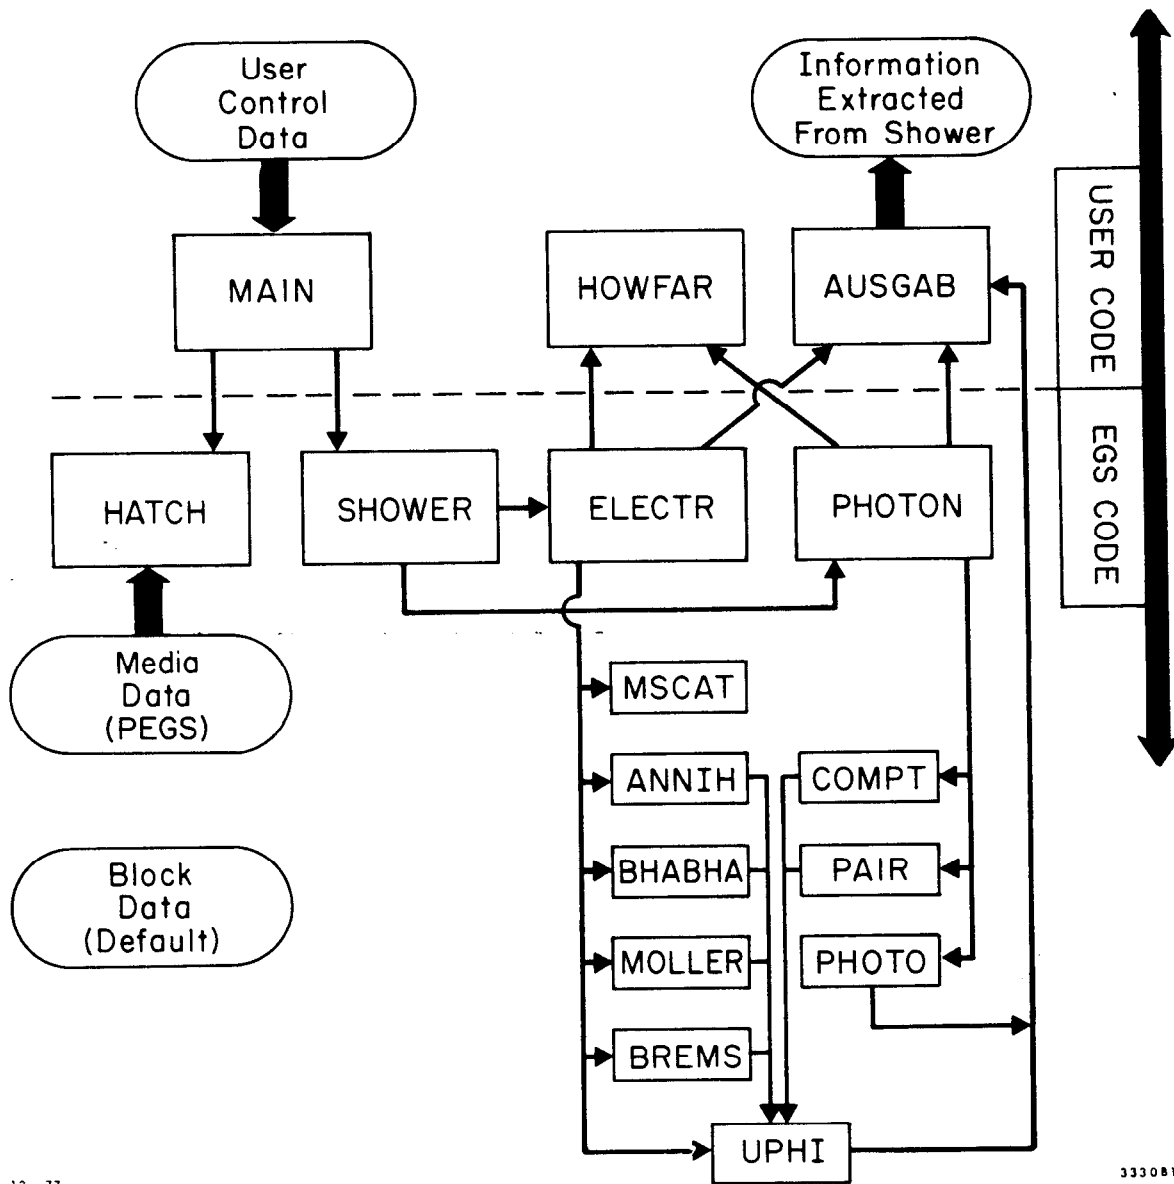 User
Control
Data
Information
Extracted
From Shower
MAIN
HOWFAR
AUSGAB
USER CODE
HATCH
SHOWER
ELECTR
PHOTON
EGS CODE
Media
Data
(PEGS)
MSCAT
ANNIH
COMPT
Block
Data
(Default)
BHABHA
PAIR
MOLLER
PHOTO
BREMS
UPHI